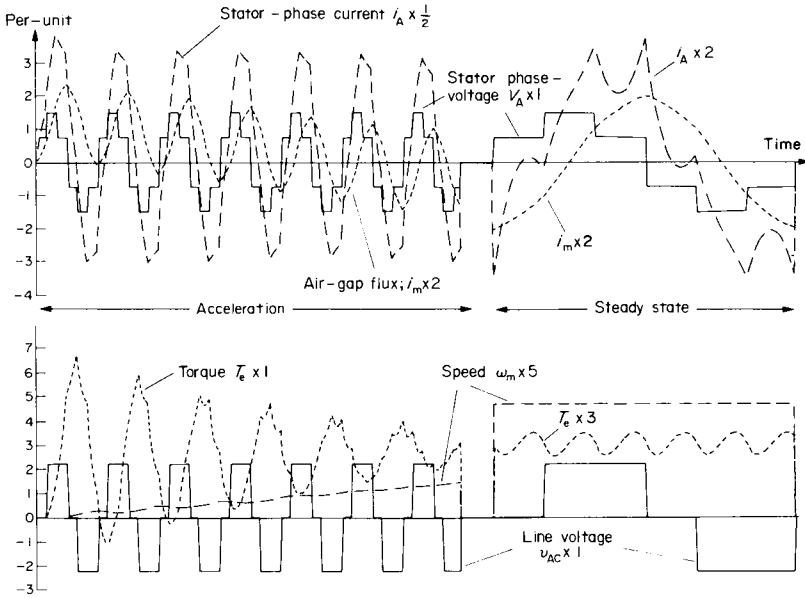 Per-unit
Stator-phase current i_A × 1/2
3
2
1
0
-1
-2
-3
-4
Stator phase-
voltage V_A×1
i_A×2
Time
i_m×2
Air-gap flux; i_m×2
Acceleration
Steady state
7
6
5
4
3
2
1
0
-1
-2
-3
Torque T_e×1
Speed ω_m×5
T_e×3
Line voltage
υ_AC×1